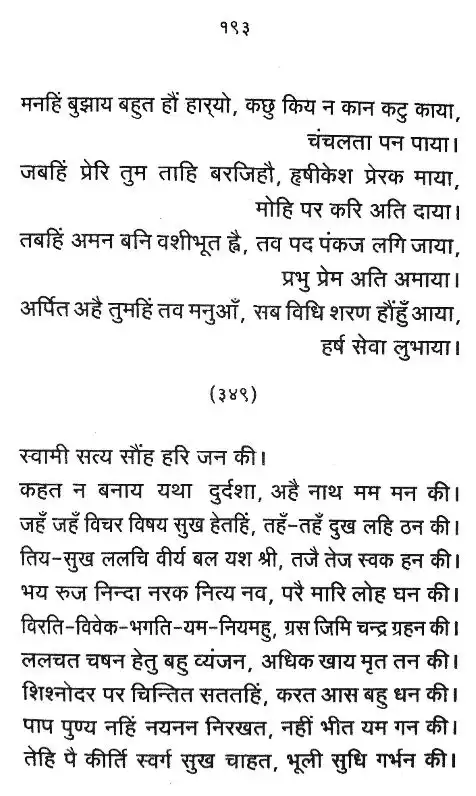 १९३
मनहिं बुझाय बहुत हौं हार्‌यो, कछु किय न कान कटु काया,
चंचलता पन पाया।
जबहिं प्रेरि तुम ताहि बरजिहौ, हृषीकेश प्रेरक माया,
मोहि पर करि अति दाया।
तबहिं अमन बनि वशीभूत ह्वै, तव पद पंकज लगि जाया,
प्रभु प्रेम अति अमाया।
अर्पित अहै तुमहिं तव मनुआँ, सब विधि शरण हौंहुँ आया,
हर्ष सेवा लुभाया।
(३४९)
स्वामी सत्य सौंह हरि जन की।
कहत न बनाय यथा दुर्दशा, अहै नाथ मम मन की।
जहँ जहँ विचर विषय सुख हेतहिं, तहँ-तहँ दुख लहि ठन की।
तिय-सुख ललचि वीर्य बल यश श्री, तजै तेज स्वक हन की।
भय रुज निन्दा नरक नित्य नव, परै मारि लोह घन की।
विरति-विवेक-भगति-यम-नियमहु, ग्रस जिमि चन्द्र ग्रहन की।
ललचत चषन हेतु बहु व्यंजन, अधिक खाय मृत तन की।
शिश्नोदर पर चिन्तित सततहिं, करत आस बहु धन की।
पाप पुण्य नहिं नयनन निरखत, नहीं भीत यम गन की।
तेहि पै कीर्ति स्वर्ग सुख चाहत, भूली सुधि गर्भन की।